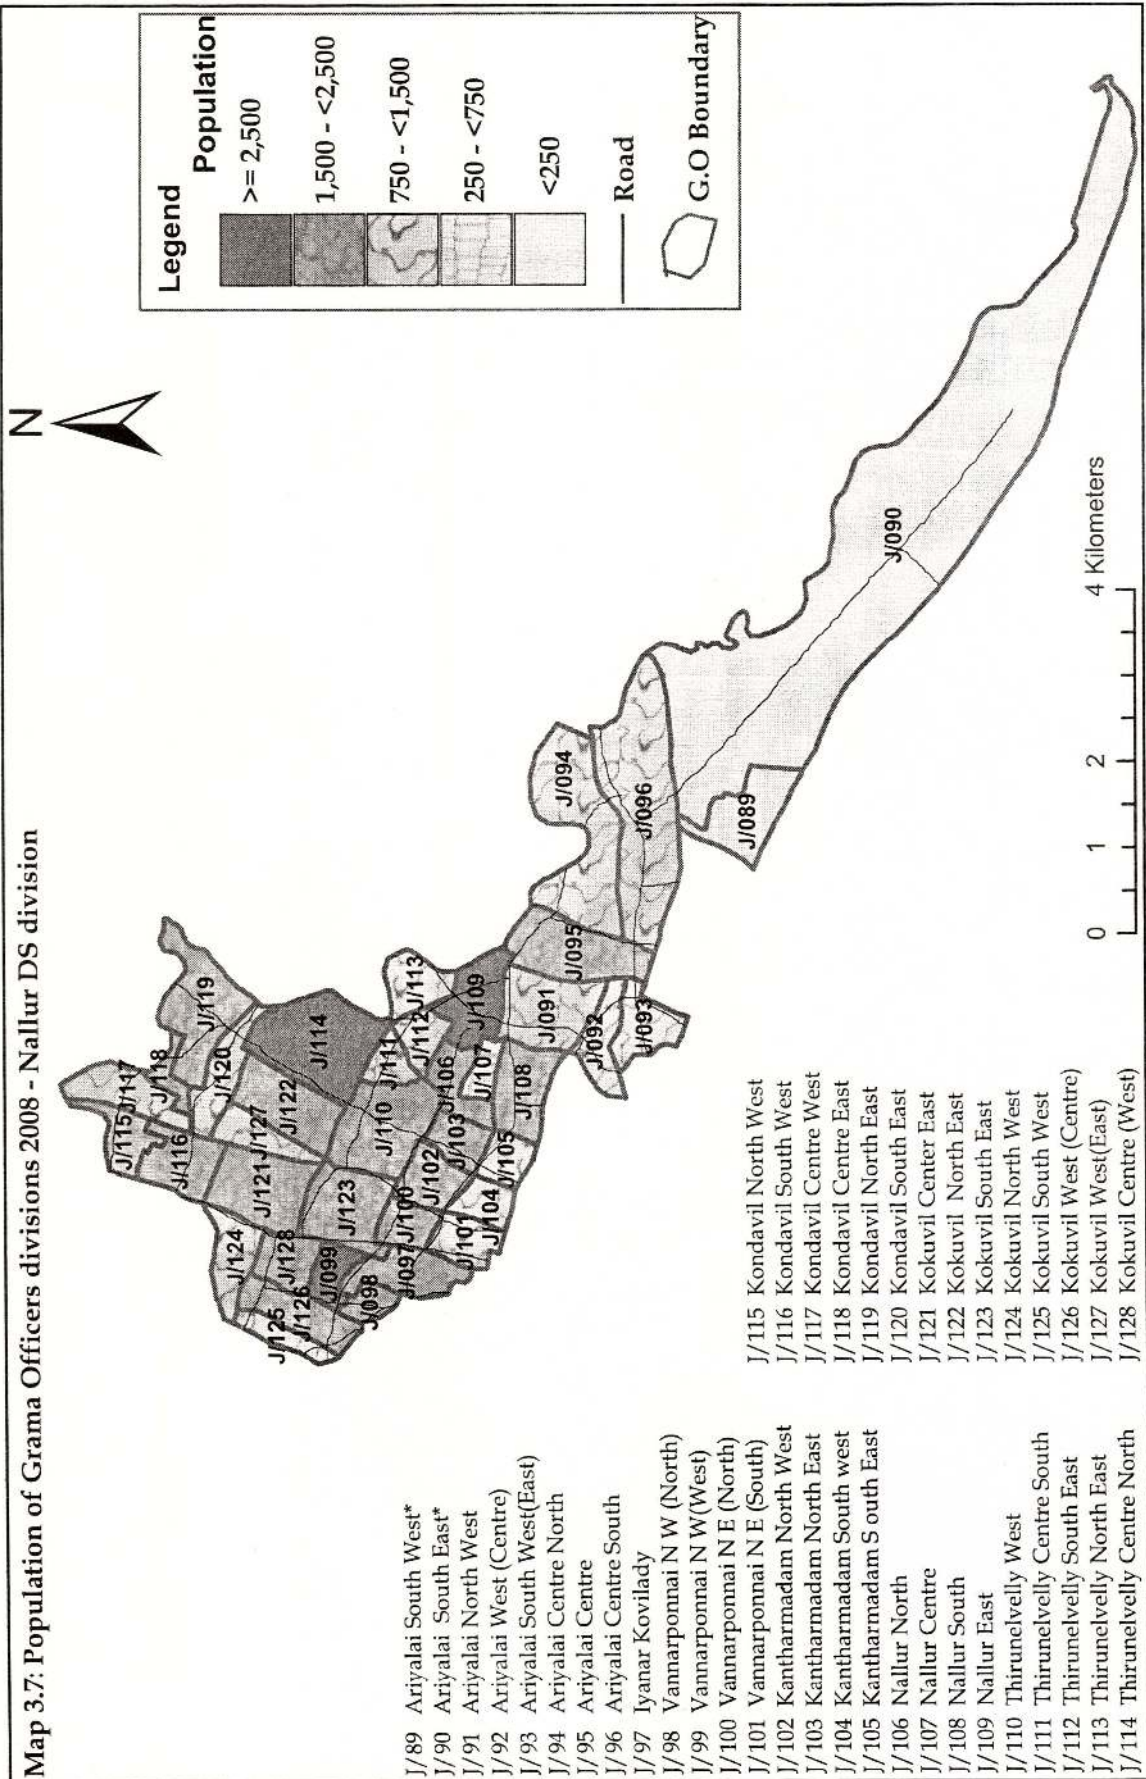 Map 3.7: Population of Grama Officers divisions 2008 - Nallur DS division
N
Legend
Population
>= 2,500
1,500 - <2,500
750 - <1,500
250 - <750
<250
Road
G.O Boundary
J/117
J/115
J/118
J/119
J/116
J/120
J/127
J/122
J/114
J/121
J/124
J/128
J/123
J/110
J/111
J/113
J/112
J/125
J/126
J/099
J/098
J/097
J/100
J/102
J/103
J/106
J/107
J/109
J/101
J/104
J/105
J/108
J/091
J/092
J/093
J/095
J/094
J/096
J/089
J/090
0 1 2 4 Kilometers
J/89 Ariyalai South West*
J/90 Ariyalai South East*
J/91 Ariyalai North West
J/92 Ariyalai West (Centre)
J/93 Ariyalai South West(East)
J/94 Ariyalai Centre North
J/95 Ariyalai Centre
J/96 Ariyalai Centre South
J/97 Iyanar Kovilady
J/98 Vannarponnai N W (North)
J/99 Vannarponnai N W(West)
J/100 Vannarponnai N E (North)
J/101 Vannarponnai N E (South)
J/102 Kantharmadam North West
J/103 Kantharmadam North East
J/104 Kantharmadam South west
J/105 Kantharmadam S outh East
J/106 Nallur North
J/107 Nallur Centre
J/108 Nallur South
J/109 Nallur East
J/110 Thirunelvelly West
J/111 Thirunelvelly Centre South
J/112 Thirunelvelly South East
J/113 Thirunelvelly North East
J/114 Thirunelvelly Centre North
J/115 Kondavil North West
J/116 Kondavil South West
J/117 Kondavil Centre West
J/118 Kondavil Centre East
J/119 Kondavil North East
J/120 Kondavil South East
J/121 Kokuvil Center East
J/122 Kokuvil North East
J/123 Kokuvil South East
J/124 Kokuvil North West
J/125 Kokuvil South West
J/126 Kokuvil West (Centre)
J/127 Kokuvil West(East)
J/128 Kokuvil Centre (West)